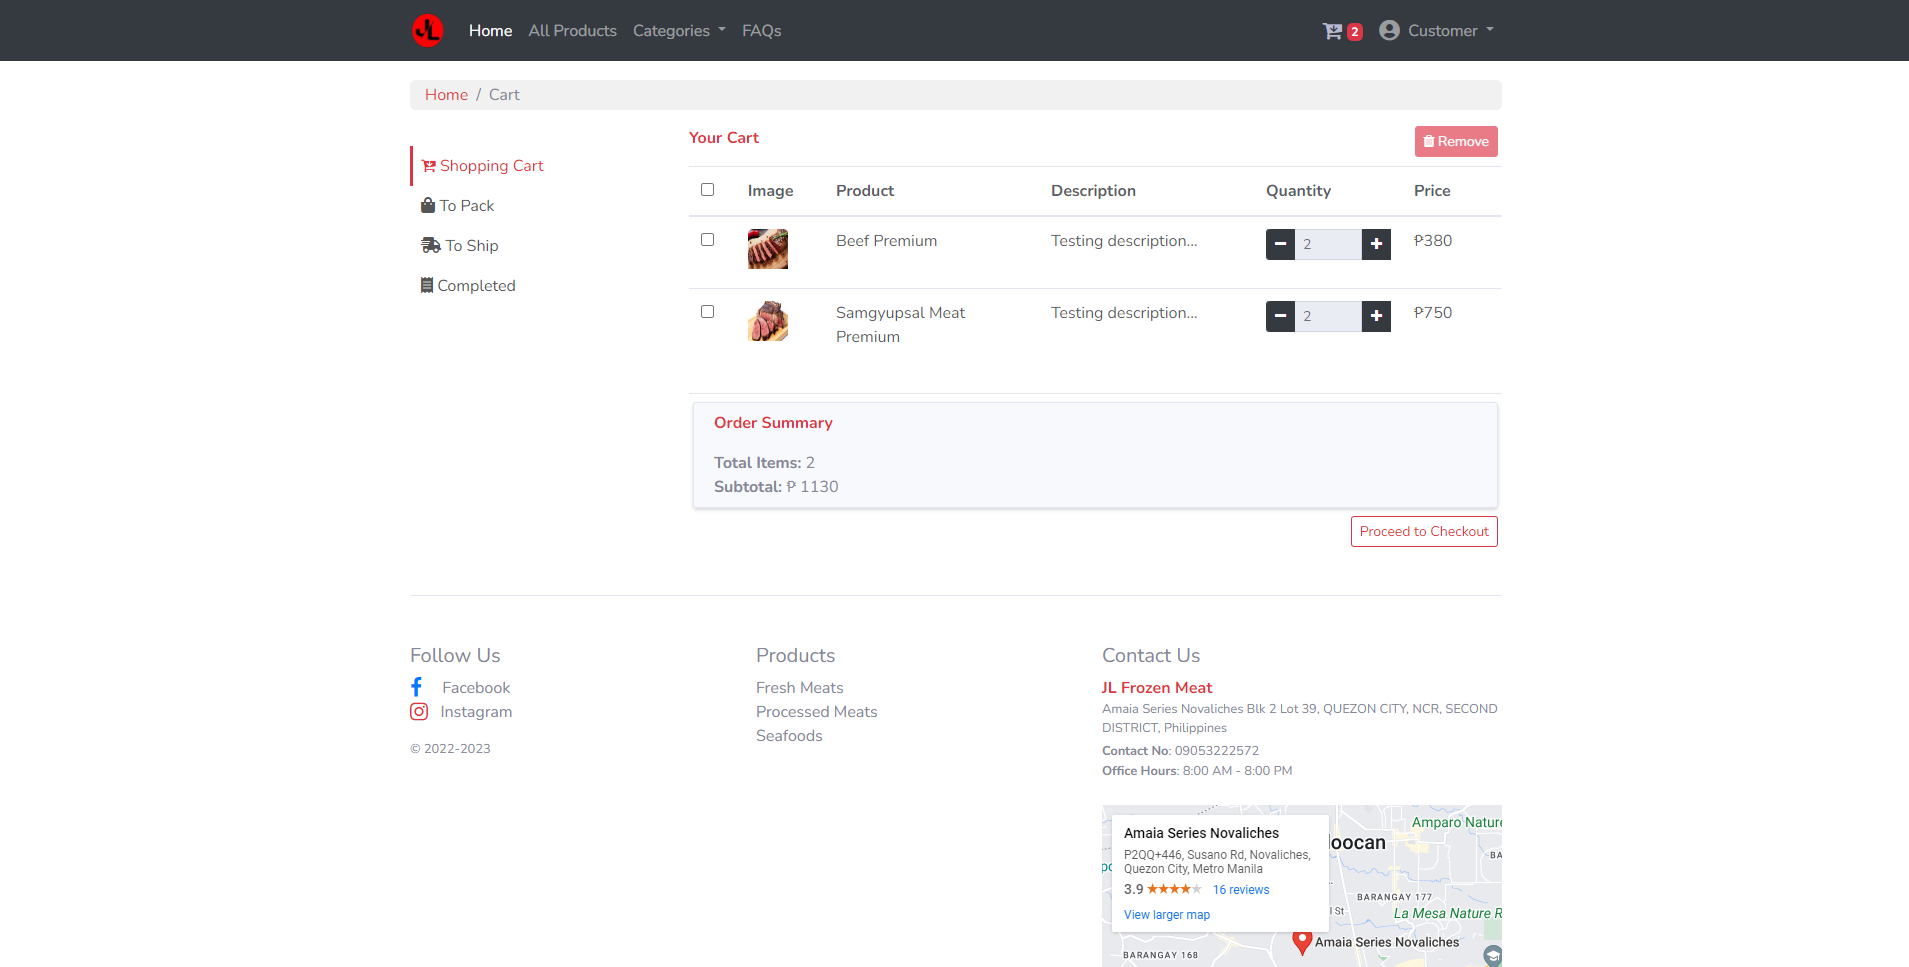 JL Home All Products Categories FAQs 2 Customer
Home / Cart
Shopping Cart
To Pack
To Ship
Completed
Your Cart
Remove
Image Product Description Quantity Price
Beef Premium Testing description... 2 ₱380
Samgyupsal Meat Testing description... 2 ₱750
Premium
Order Summary
Total Items: 2
Subtotal: ₱ 1130
Proceed to Checkout
Follow Us
Facebook
Instagram
© 2022-2023
Products
Fresh Meats
Processed Meats
Seafoods
Contact Us
JL Frozen Meat
Amaia Series Novaliches Blk 2 Lot 39, QUEZON CITY, NCR, SECOND
DISTRICT, Philippines
Contact No: 09053222572
Office Hours: 8:00 AM - 8:00 PM
Amaia Series Novaliches
P2QQ+446, Susano Rd, Novaliches,
Quezon City, Metro Manila
3.9 16 reviews
View larger map
Amparo Nature
loocan
BA
BARANGAY 177
l St
La Mesa Nature R
Amaia Series Novaliches
BARANGAY 168